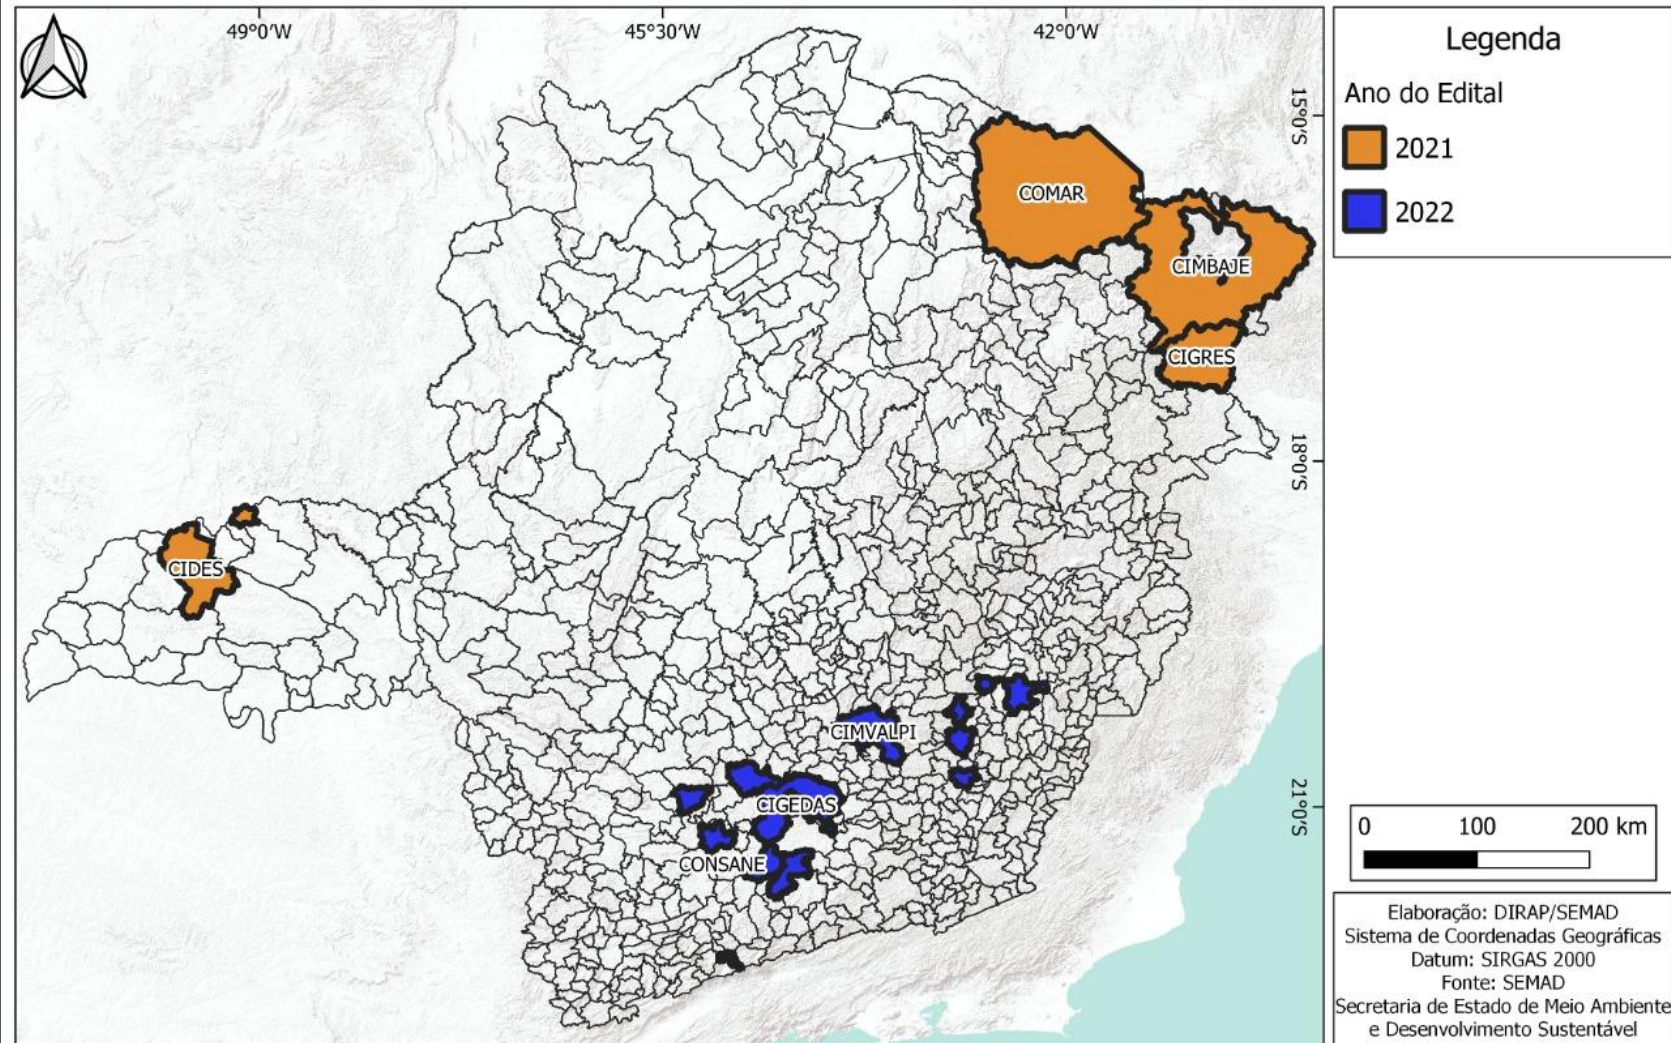 49°0'W
45°30'W
42°0'W
15°0'S
18°0'S
21°0'S
COMAR
CIMBAJE
CIGRES
CIDES
CIMVALPI
CIGEDAS
CONSANE
Legenda
Ano do Edital
2021
2022
0 100 200 km
Elaboração: DIRAP/SEMAD
Sistema de Coordenadas Geográficas
Datum: SIRGAS 2000
Fonte: SEMAD
Secretaria de Estado de Meio Ambiente
e Desenvolvimento Sustentável